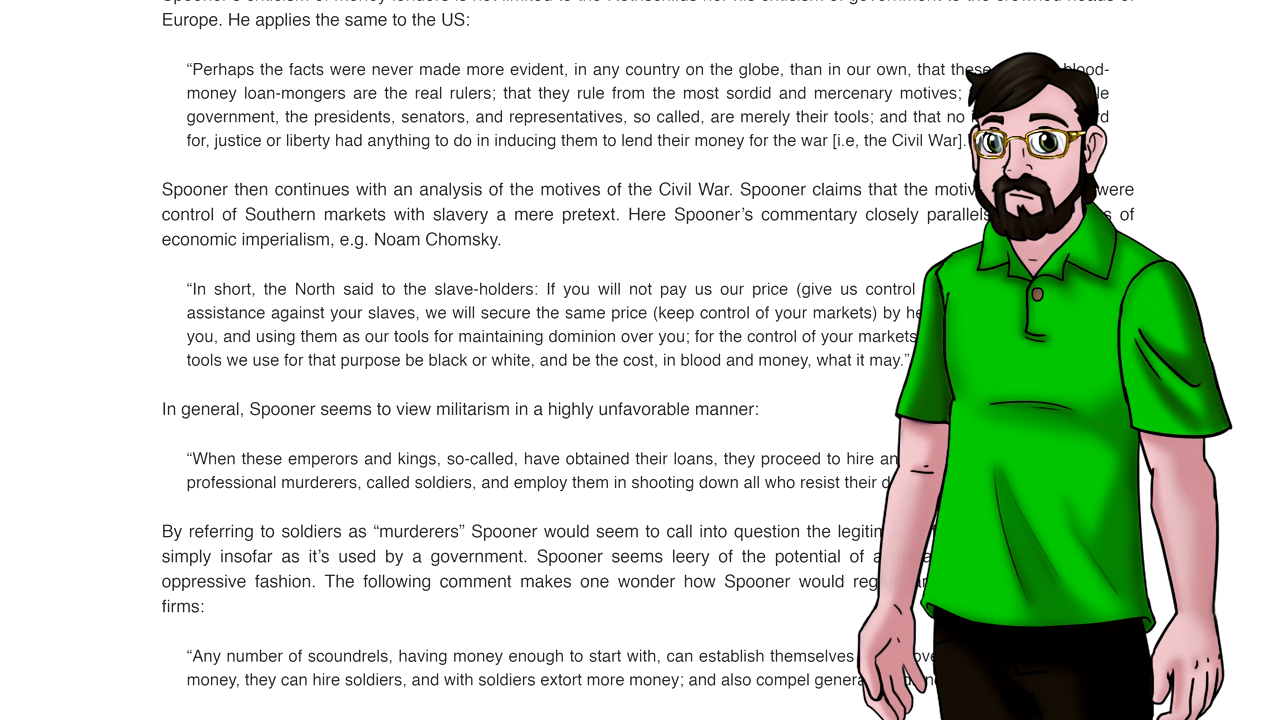 Europe. He applies the same to the US:
“Perhaps the facts were never made more evident, in any country on the globe, than in our own, that these blood-
money loan-mongers are the real rulers; that they rule from the most sordid and mercenary motives;
government, the presidents, senators, and representatives, so called, are merely their tools; and that no
for, justice or liberty had anything to do in inducing them to lend their money for the war [i.e, the Civil War].
Spooner then continues with an analysis of the motives of the Civil War. Spooner claims that the were
control of Southern markets with slavery a mere pretext. Here Spooner’s commentary closely parallels of
economic imperialism, e.g. Noam Chomsky.
“In short, the North said to the slave-holders: If you will not pay us our price (give us control
assistance against your slaves, we will secure the same price (keep control of your markets) by
you, and using them as our tools for maintaining dominion over you; for the control of your markets
tools we use for that purpose be black or white, and be the cost, in blood and money, what it may.”
In general, Spooner seems to view militarism in a highly unfavorable manner:
“When these emperors and kings, so-called, have obtained their loans, they proceed to hire
professional murderers, called soldiers, and employ them in shooting down all who resist their
By referring to soldiers as “murderers” Spooner would seem to call into question the
simply insofar as it’s used by a government. Spooner seems leery of the potential of
oppressive fashion. The following comment makes one wonder how Spooner would
firms:
“Any number of scoundrels, having money enough to start with, can establish themselves
money, they can hire soldiers, and with soldiers extort more money; and also compel